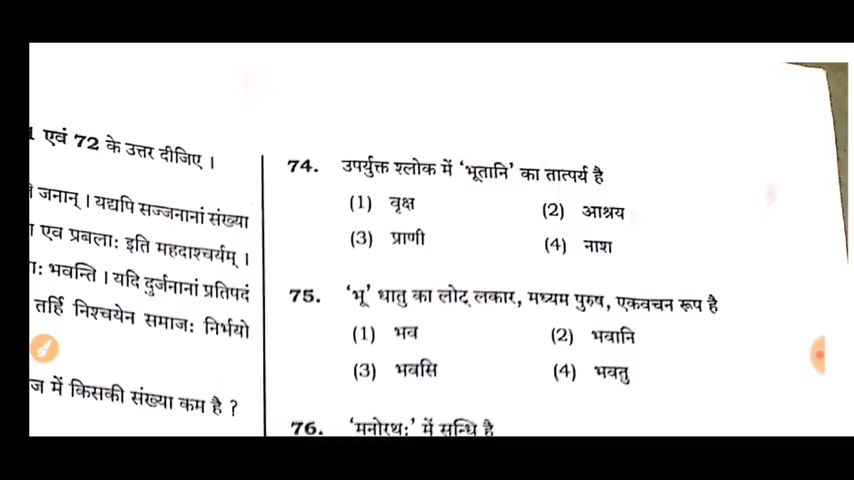 एवं 72 के उत्तर दीजिए ।
जनान् । यद्यपि सज्जनानां संख्या
एव प्रबलाः इति महदाश्चर्यम् ।
भवन्ति । यदि दुर्जनानां प्रतिपदं
तर्हि निश्चयेन समाजः निर्भयो
में किसकी संख्या कम है ?
74. उपर्युक्त श्लोक में ‘भूतानि’ का तात्पर्य है
(1) वृक्ष (2) आश्रय
(3) प्राणी (4) नाश
75. ‘भू’ धातु का लोट् लकार, मध्यम पुरुष, एकवचन रूप है
(1) भव (2) भवानि
(3) भवसि (4) भवतु
76. ‘मनोरथः’ में सन्धि है